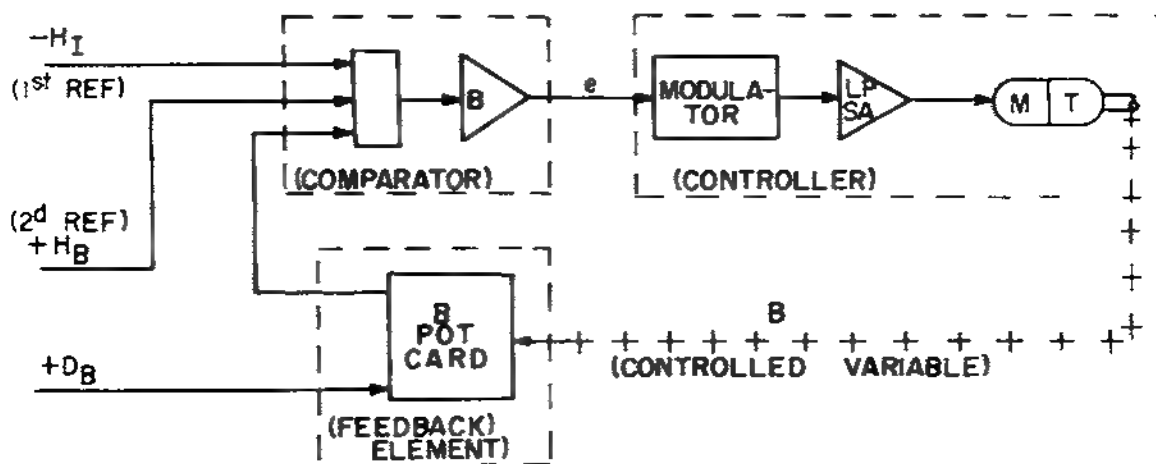 −H_I
(1st REF)
(2d REF)
+H_B
B
(COMPARATOR)
e
MODULA-
TOR
LP
SA
M T
(CONTROLLER)
B
POT
CARD
+D_B
(FEEDBACK)
ELEMENT)
B
(CONTROLLED VARIABLE)